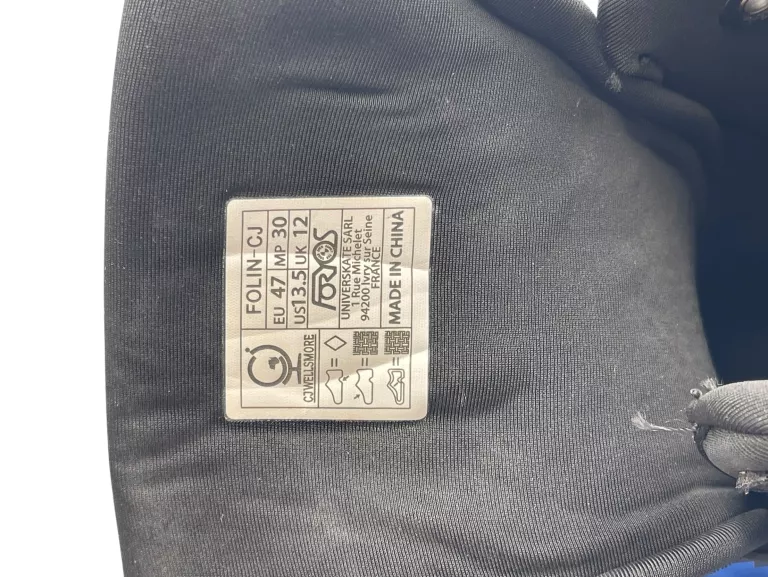 FOLIN-CJ
EU 47 MP 30
US13.5 UK 12
FORYOS
UNIVERSKATE SARL
1 Rue Michelet
94200 Ivry sur Seine
FRANCE
MADE IN CHINA
CJWELLSMORE
=
=
=